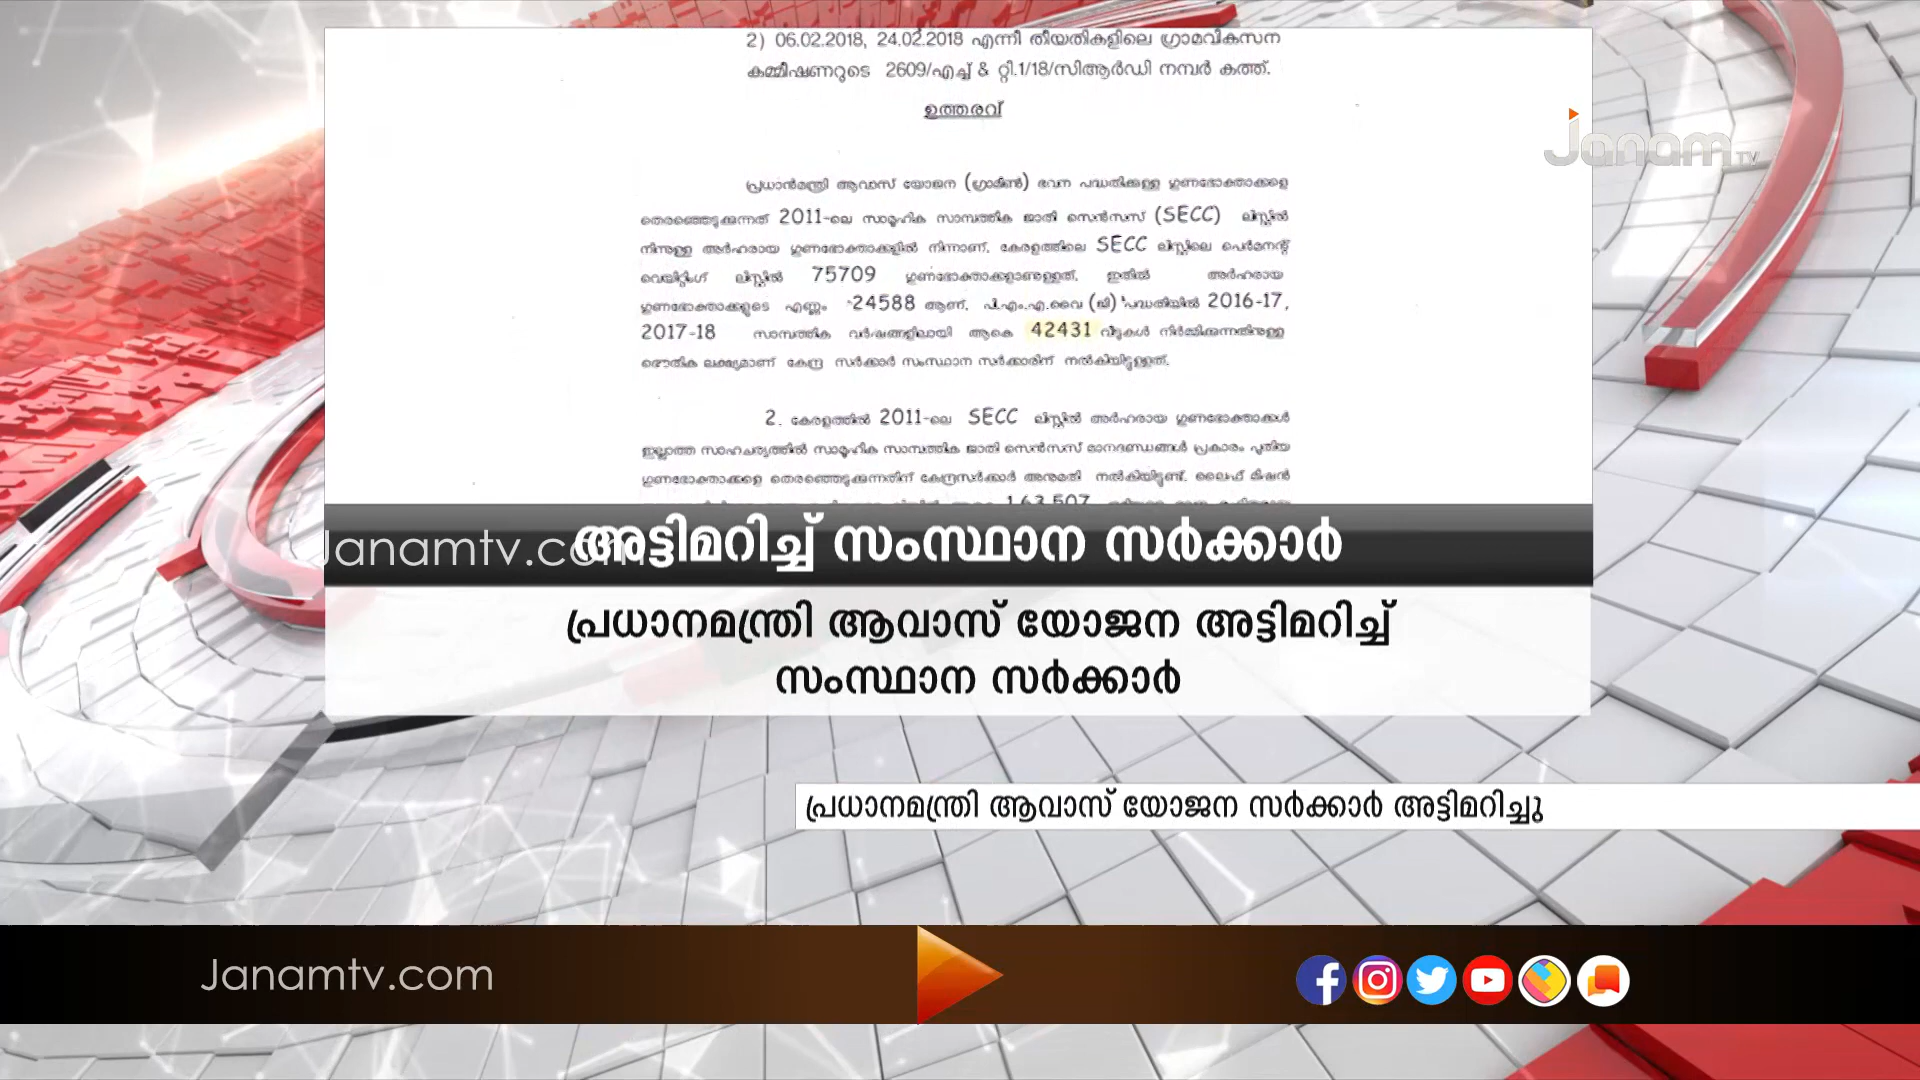 2) 06.02.2018, 24.02.2018 എന്നീ തീയതികളിലെ ഗ്രാമവികസന
കമ്മീഷണറുടെ 2609/എച്ച് & റ്റി.1/18/സിആർഡി നമ്പർ കത്ത്.
ഉത്തരവ്
Janam TV
പ്രധാൻമന്ത്രി ആവാസ് യോജന (ഗ്രാമീൺ) ഭവന പദ്ധതിക്കുള്ള ഗുണഭോക്താക്കളെ
തെരഞ്ഞെടുക്കുന്നത് 2011-ലെ സാമൂഹിക സാമ്പത്തിക ജാതി സെൻസസ് (SECC) ലിസ്റ്റിൽ
നിന്നുള്ള അർഹരായ ഗുണഭോക്താക്കളിൽ നിന്നാണ്. കേരളത്തിലെ SECC ലിസ്റ്റിലെ പെർമനന്റ്
വെയിറ്റിംഗ് ലിസ്റ്റിൽ 75709 ഗുണഭോക്താക്കളാണുള്ളത്. ഇതിൽ അർഹരായ
ഗുണഭോക്താക്കളുടെ എണ്ണം 24588 ആണ്. പി.എം.എ.വൈ (ജി) പദ്ധതിയിൽ 2016-17,
2017-18 സാമ്പത്തിക വർഷങ്ങളിലായി ആകെ 42431 വീടുകൾ നിർമ്മിക്കുന്നതിനുള്ള
ഭൌതിക ലക്ഷ്യമാണ് കേന്ദ്ര സർക്കാർ സംസ്ഥാന സർക്കാരിന് നൽകിയിട്ടുള്ളത്.
2. കേരളത്തിൽ 2011-ലെ SECC ലിസ്റ്റിൽ അർഹരായ ഗുണഭോക്താക്കൾ
ഇല്ലാത്ത സാഹചര്യത്തിൽ സാമൂഹിക സാമ്പത്തിക ജാതി സെൻസസ് മാനദണ്ഡങ്ങൾ പ്രകാരം പുതിയ
ഗുണഭോക്താക്കളെ തെരഞ്ഞെടുക്കുന്നതിന് കേന്ദ്രസർക്കാർ അനുമതി നൽകിയിട്ടുണ്ട്. ലൈഫ് മിഷൻ
1,63,507
Janamtv.com
അട്ടിമറിച്ച് സംസ്ഥാന സർക്കാർ
പ്രധാനമന്ത്രി ആവാസ് യോജന അട്ടിമറിച്ച്
സംസ്ഥാന സർക്കാർ
പ്രധാനമന്ത്രി ആവാസ് യോജന സർക്കാർ അട്ടിമറിച്ചു
Janamtv.com